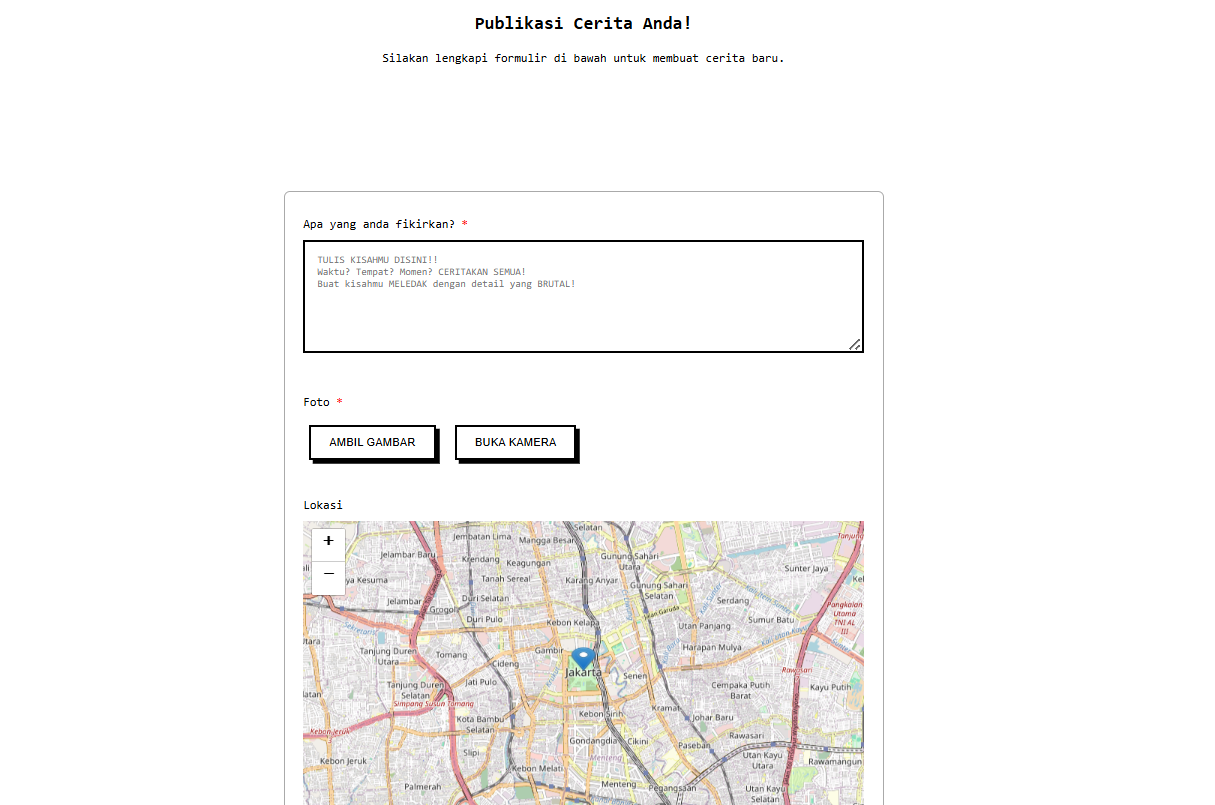 Publikasi Cerita Anda!
Silakan lengkapi formulir di bawah untuk membuat cerita baru.
Apa yang anda fikirkan? *
TULIS KISAHMU DISINI!!
Waktu? Tempat? Momen? CERITAKAN SEMUA!
Buat kisahmu MELEDAK dengan detail yang BRUTAL!
Foto *
AMBIL GAMBAR
BUKA KAMERA
Lokasi
+
−
Selatan
Jembatan Lima
Mangga Besar
Tanjung
Jelambar Baru
Krendang
Keagungan
Gunung Sahari
Utara
Sunter Jaya
ya Kesuma
Tanah Sereal
Karang Anyar
Gunung Sahari
Selatan
Kel
Jelambar
Grogol
Duri Selatan
Jalan Garuda
Serdang
Pangkalan
Utama
TNI AL
III
Duri Pulo
Kebon Kelapa
Utan Panjang
Sumur Batu
Sekretaris
Harapan Mulya
Tanjung Duren
Utara
Tomang
Cideng
Gambir
Jakarta
Senen
Rawasari
Tanjung Duren
Selatan
Jati Pulo
Cempaka Putih
Barat
Kayu Putih
Simpang Susun Tomang
Kota Bambu
Selatan
Kebon Sirih
Kramat
Johar Baru
Kebon Jeruk
Gondangdia
Cikini
Paseban
Rawasari
Slipi
Menteng
Utan Kayu
Utara
Rawamangun
Kebon Jeruk
Kebon Melati
Palmerah
Menteng
Pegangsaan
Utan Kayu
Selatan